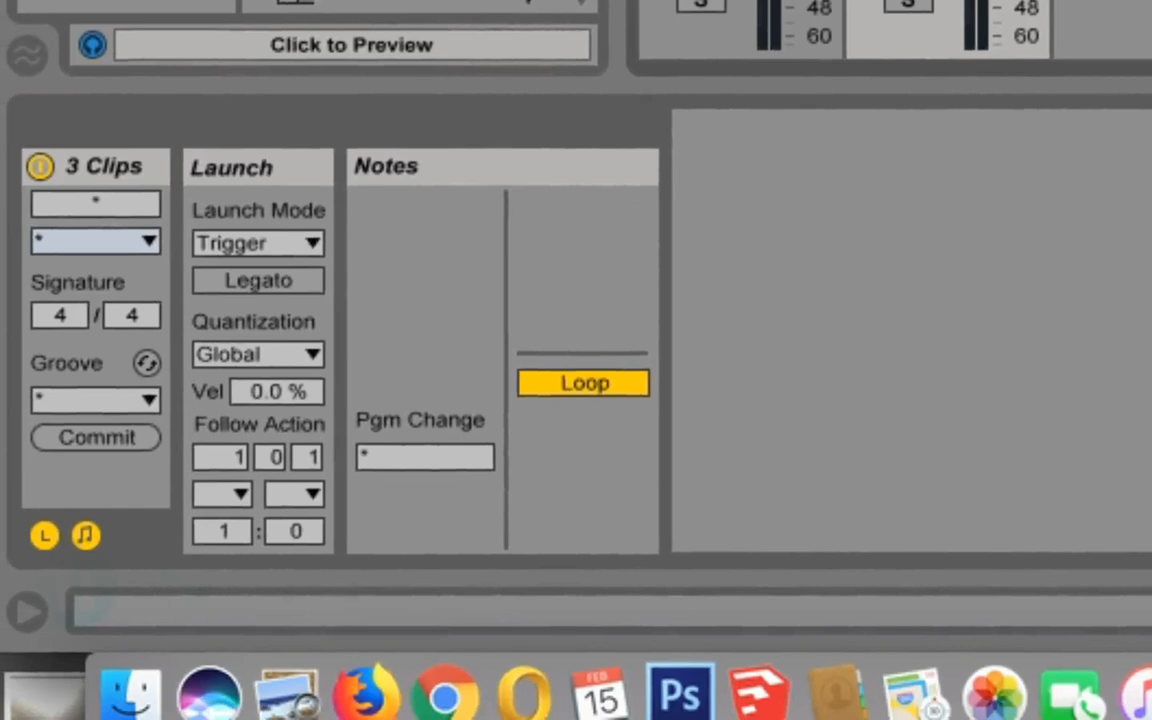 S
48
60
S
48
60
Click to Preview
3 Clips
*
*
Signature
4 / 4
Groove
*
Commit
L
Launch
Launch Mode
Trigger
Legato
Quantization
Global
Vel 0.0 %
Follow Action
1 0 1
1 : 0
Notes
Pgm Change
*
Loop
FEB
15
Ps